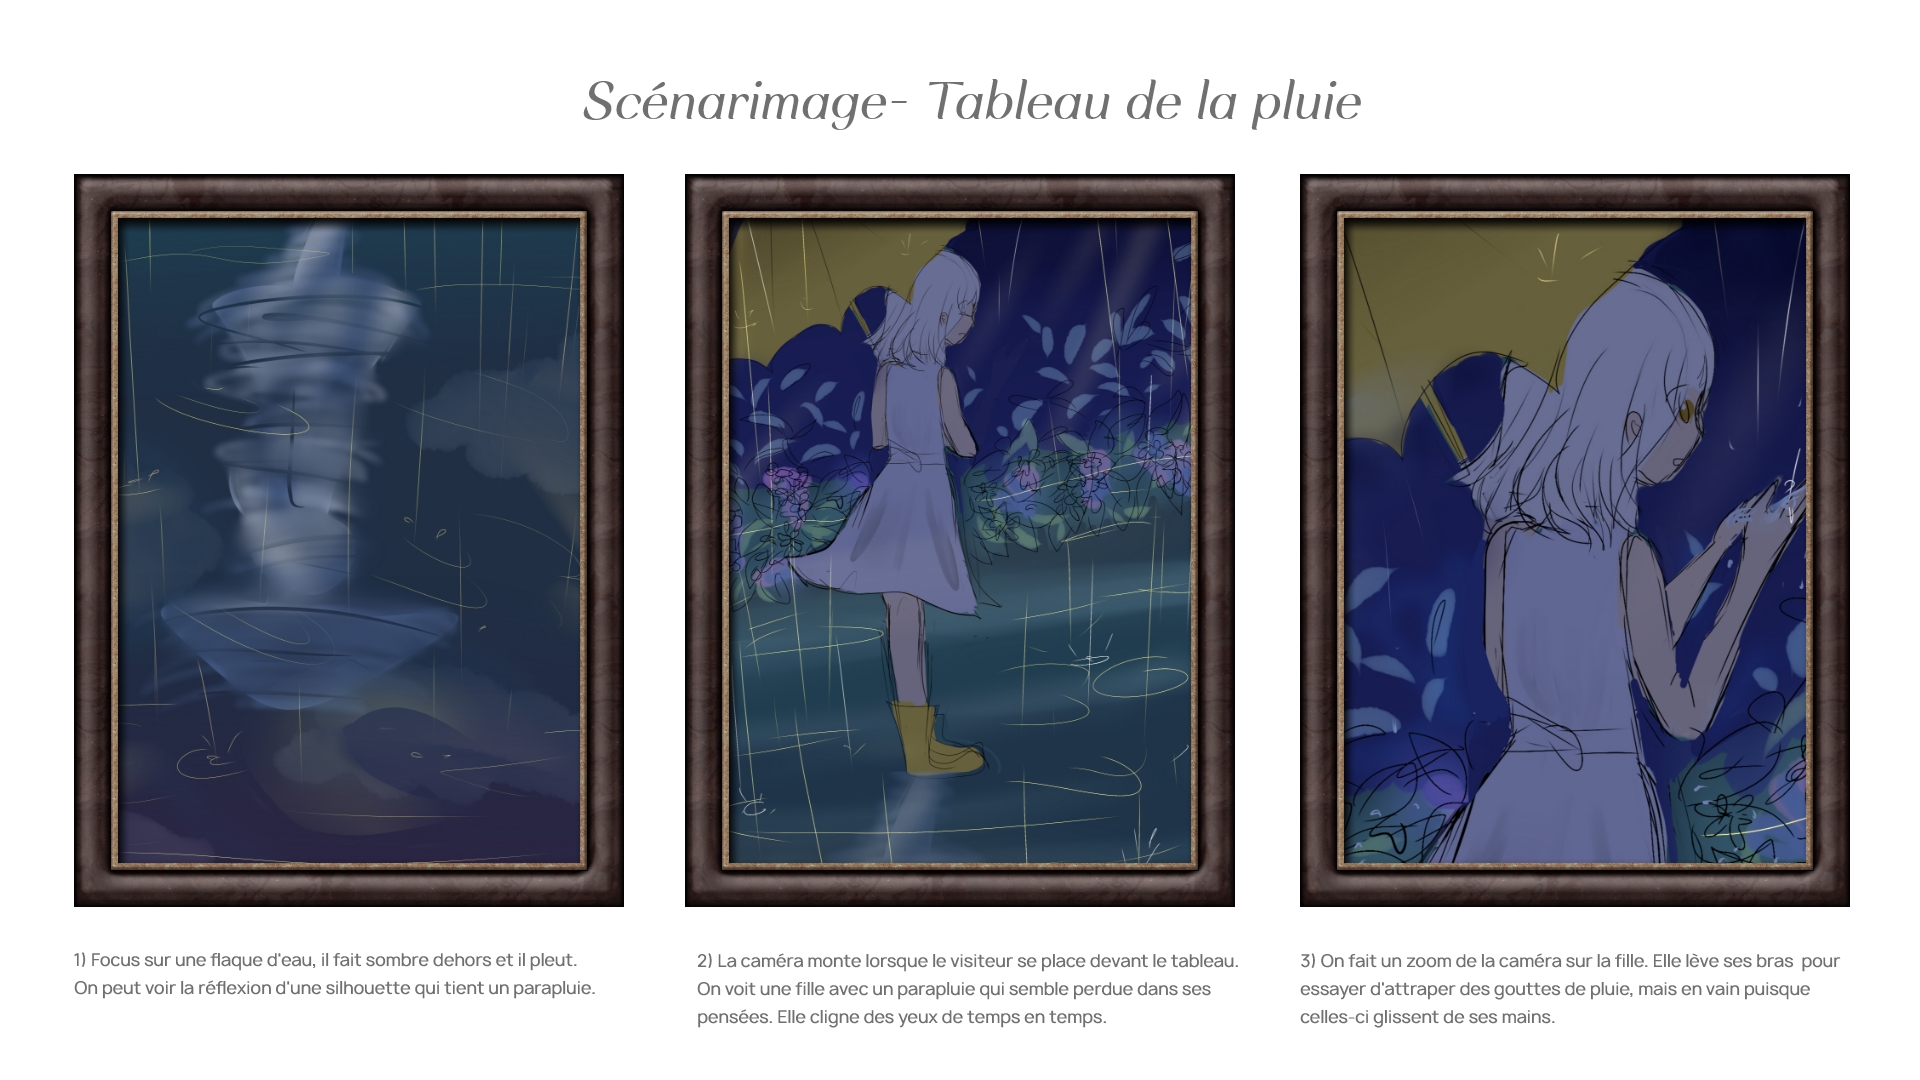 Scénarimage- Tableau de la pluie
1) Focus sur une flaque d'eau, il fait sombre dehors et il pleut.
On peut voir la réflexion d'une silhouette qui tient un parapluie.
2) La caméra monte lorsque le visiteur se place devant le tableau.
On voit une fille avec un parapluie qui semble perdue dans ses
pensées. Elle cligne des yeux de temps en temps.
3) On fait un zoom de la caméra sur la fille. Elle lève ses bras  pour
essayer d'attraper des gouttes de pluie, mais en vain puisque
celles-ci glissent de ses mains.